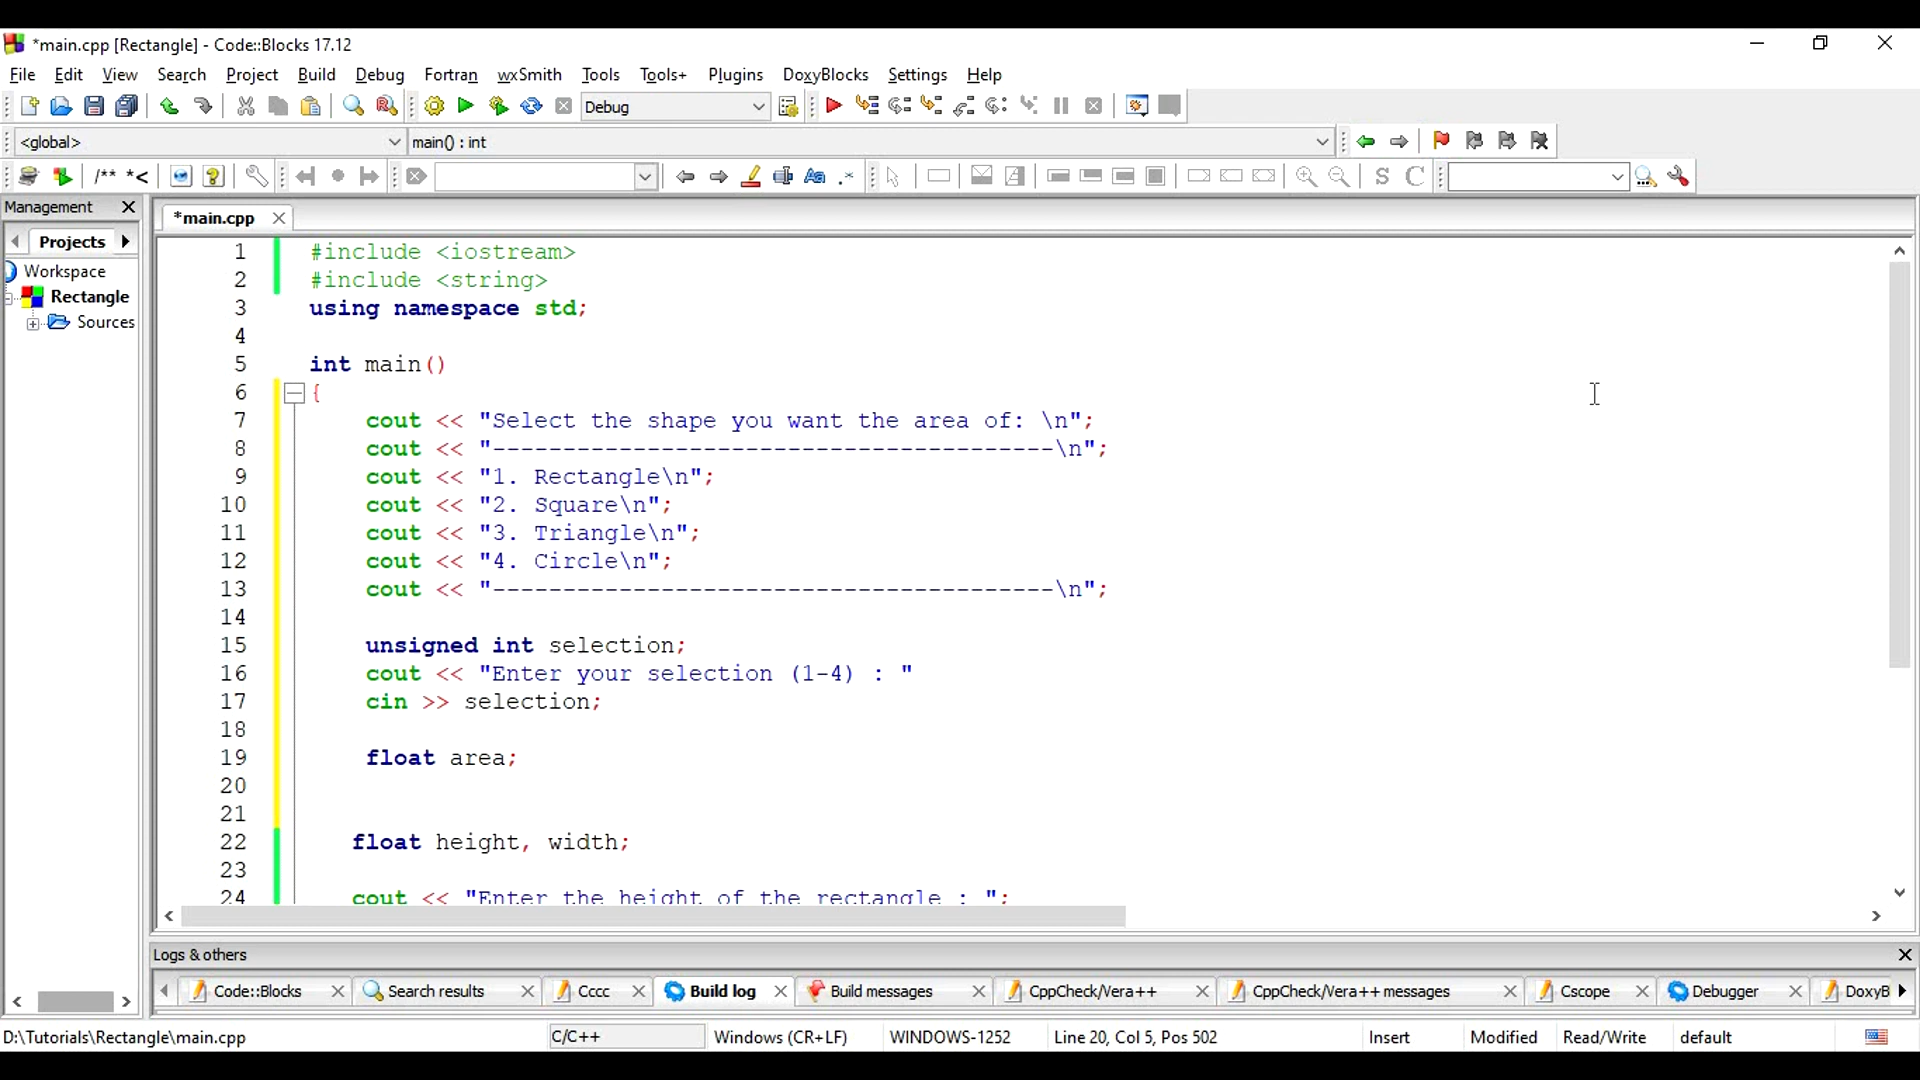 *main.cpp [Rectangle] - Code::Blocks 17.12
File Edit View Search Project Build Debug Fortran wxSmith Tools Tools+ Plugins DoxyBlocks Settings Help
Debug
<global> main() : int
/** *<
Management
*main.cpp
Projects
Workspace
Rectangle
Sources
1 #include <iostream>
2 #include <string>
3 using namespace std;
4
5 int main()
6 {
7 cout << "Select the shape you want the area of: \n";
8 cout << "----------------------------------------\n";
9 cout << "1. Rectangle\n";
10 cout << "2. Square\n";
11 cout << "3. Triangle\n";
12 cout << "4. Circle\n";
13 cout << "----------------------------------------\n";
14
15 unsigned int selection;
16 cout << "Enter your selection (1-4) : "
17 cin >> selection;
18
19 float area;
20
21
22 float height, width;
23
24 cout << "Enter the height of the rectangle : ";
Logs & others
Code::Blocks Search results Cccc Build log Build messages CppCheck/Vera++ CppCheck/Vera++ messages Cscope Debugger DoxyB
D:\Tutorials\Rectangle\main.cpp C/C++ Windows (CR+LF) WINDOWS-1252 Line 20, Col 5, Pos 502 Insert Modified Read/Write default